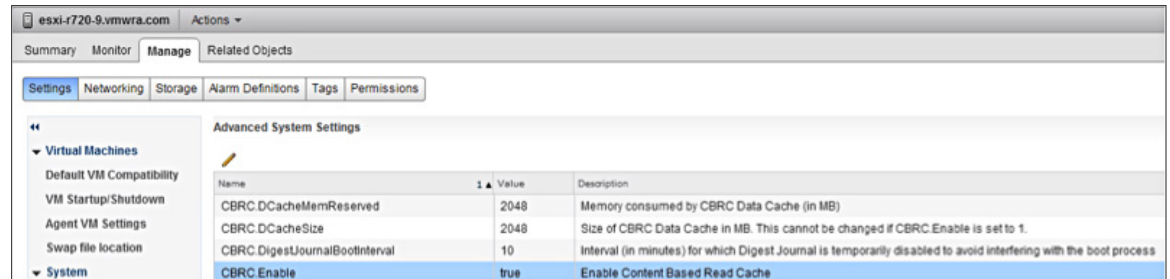 esxi-r720-9.vmwra.com Actions
Summary Monitor Manage Related Objects
Settings Networking Storage Alarm Definitions Tags Permissions
Advanced System Settings
Virtual Machines
Default VM Compatibility
VM Startup/Shutdown
Agent VM Settings
Swap file location
System
Name 1 Value Description
CBRC.DCacheMemReserved 2048 Memory consumed by CBRC Data Cache (in MB)
CBRC.DCacheSize 2048 Size of CBRC Data Cache in MB. This cannot be changed if CBRC.Enable is set to 1.
CBRC.DigestJournalBootInterval 10 Interval (in minutes) for which Digest Journal is temporarily disabled to avoid interfering with the boot process
CBRC.Enable true Enable Content Based Read Cache